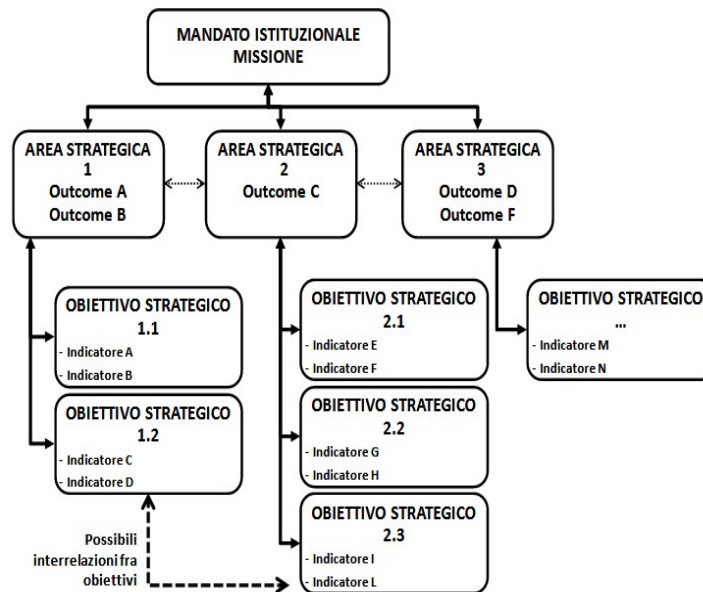 MANDATO ISTITUZIONALE
MISSIONE
AREA STRATEGICA
1
Outcome A
Outcome B
AREA STRATEGICA
2
Outcome C
AREA STRATEGICA
3
Outcome D
Outcome F
OBIETTIVO STRATEGICO
1.1
- Indicatore A
- Indicatore B
OBIETTIVO STRATEGICO
1.2
- Indicatore C
- Indicatore D
OBIETTIVO STRATEGICO
2.1
- Indicatore E
- Indicatore F
OBIETTIVO STRATEGICO
2.2
- Indicatore G
- Indicatore H
OBIETTIVO STRATEGICO
2.3
- Indicatore I
- Indicatore L
OBIETTIVO STRATEGICO
...
- Indicatore M
- Indicatore N
Possibili
interrelazioni fra
obiettivi